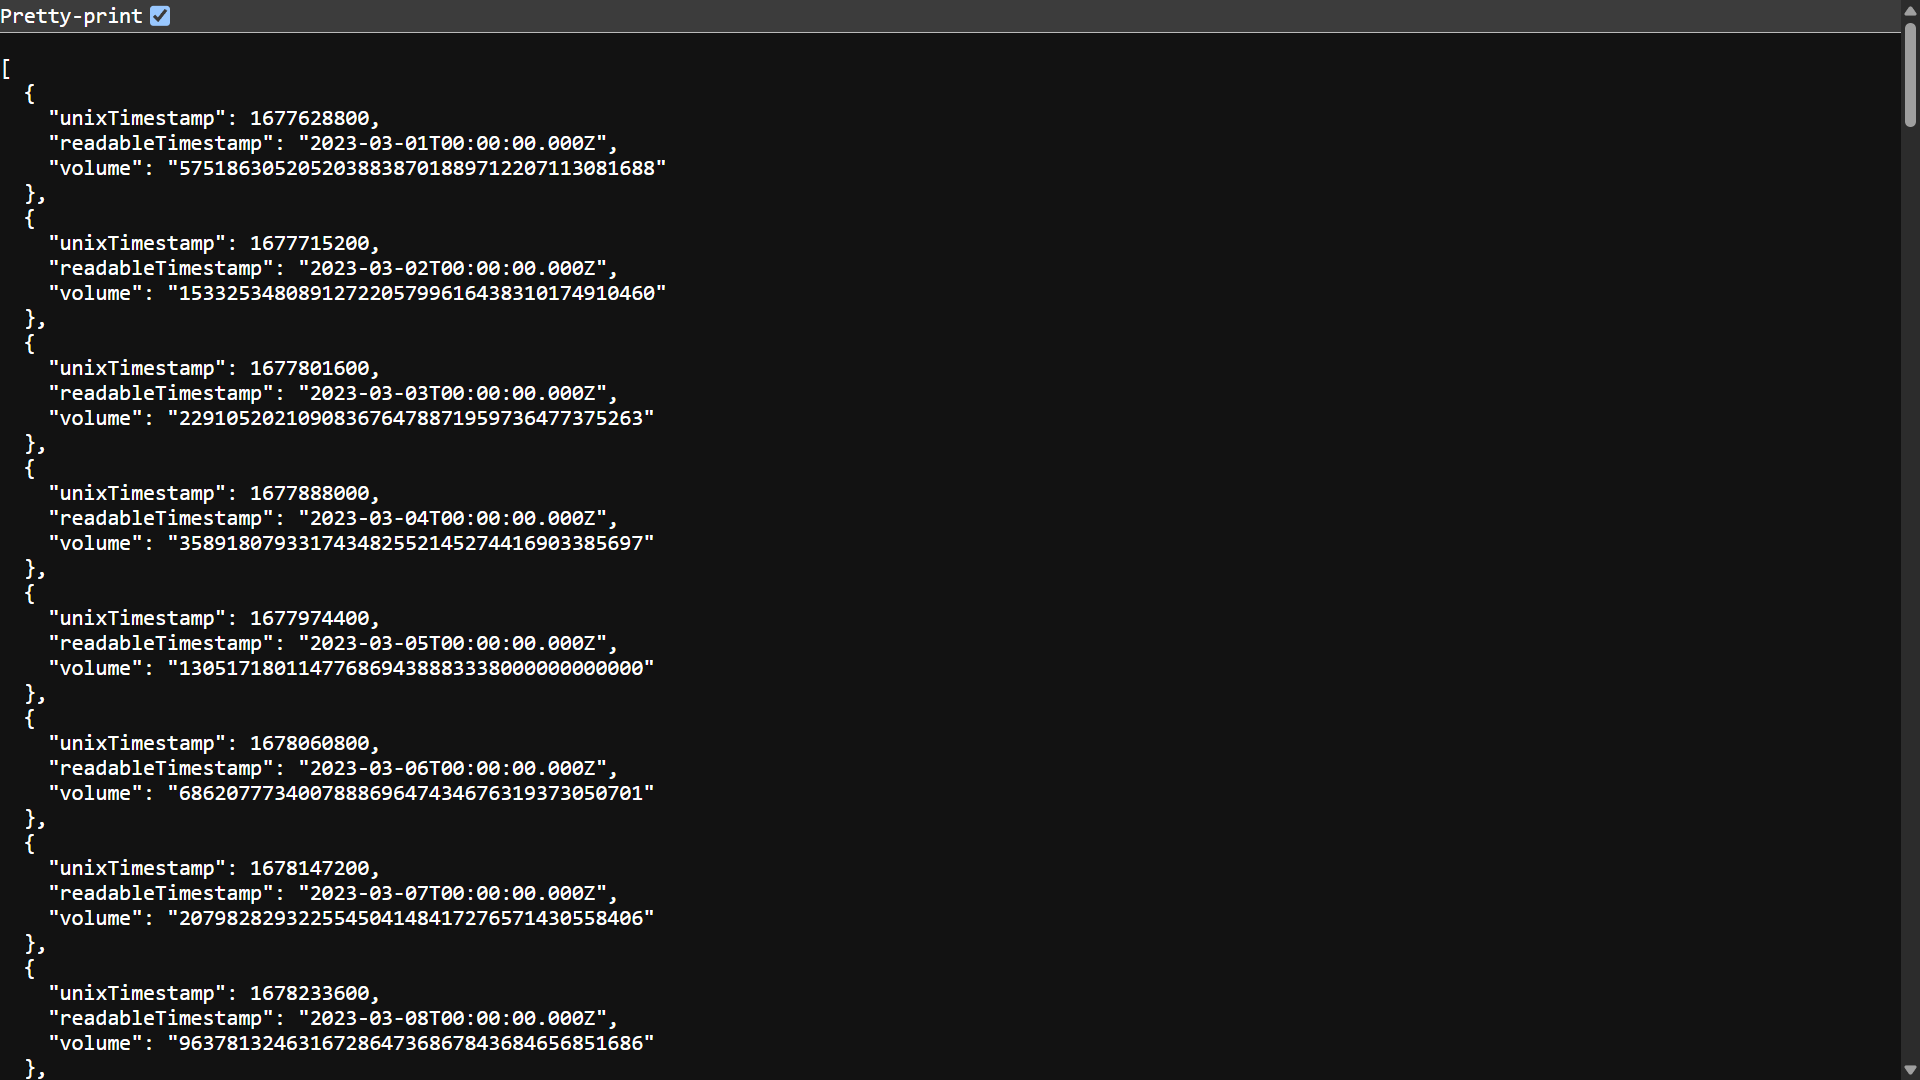 Pretty-print
[
  {
    "unixTimestamp": 1677628800,
    "readableTimestamp": "2023-03-01T00:00:00.000Z",
    "volume": "5751863052052038838701889712207113081688"
  },
  {
    "unixTimestamp": 1677715200,
    "readableTimestamp": "2023-03-02T00:00:00.000Z",
    "volume": "1533253480891272205799616438310174910460"
  },
  {
    "unixTimestamp": 1677801600,
    "readableTimestamp": "2023-03-03T00:00:00.000Z",
    "volume": "229105202109083676478871959736477375263"
  },
  {
    "unixTimestamp": 1677888000,
    "readableTimestamp": "2023-03-04T00:00:00.000Z",
    "volume": "358918079331743482552145274416903385697"
  },
  {
    "unixTimestamp": 1677974400,
    "readableTimestamp": "2023-03-05T00:00:00.000Z",
    "volume": "130517180114776869438883338000000000000"
  },
  {
    "unixTimestamp": 1678060800,
    "readableTimestamp": "2023-03-06T00:00:00.000Z",
    "volume": "686207773400788869647434676319373050701"
  },
  {
    "unixTimestamp": 1678147200,
    "readableTimestamp": "2023-03-07T00:00:00.000Z",
    "volume": "207982829322554504148417276571430558406"
  },
  {
    "unixTimestamp": 1678233600,
    "readableTimestamp": "2023-03-08T00:00:00.000Z",
    "volume": "963781324631672864736867843684656851686"
  },